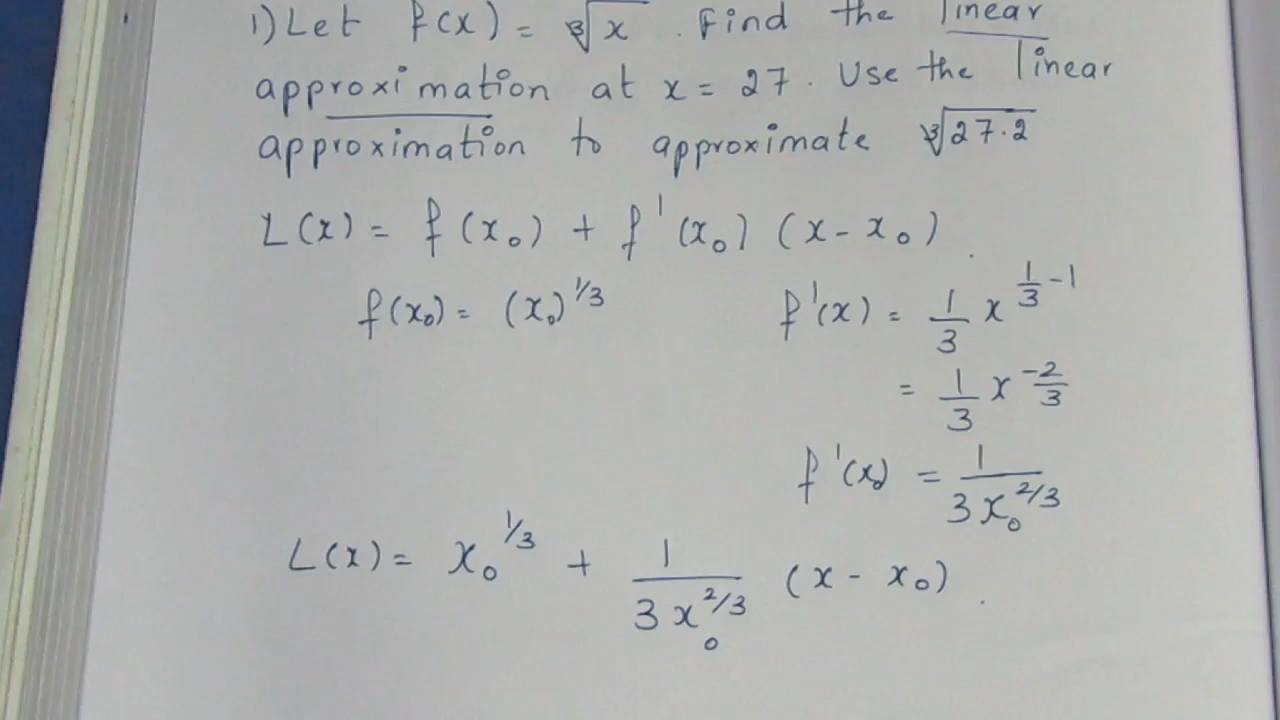 1) Let f(x) = ∛x . Find the linear
approximation at x = 27. Use the linear
approximation to approximate ∛27.2
L(x) = f(x₀) + f'(x₀) (x - x₀)
f(x₀) = (x₀)^1/3 f'(x) = 1/3 x^(1/3 - 1)
= 1/3 x^(-2/3)
f'(x₀) = 1/(3x₀^2/3)
L(x) = x₀^1/3 + 1/(3x₀^2/3) (x - x₀)